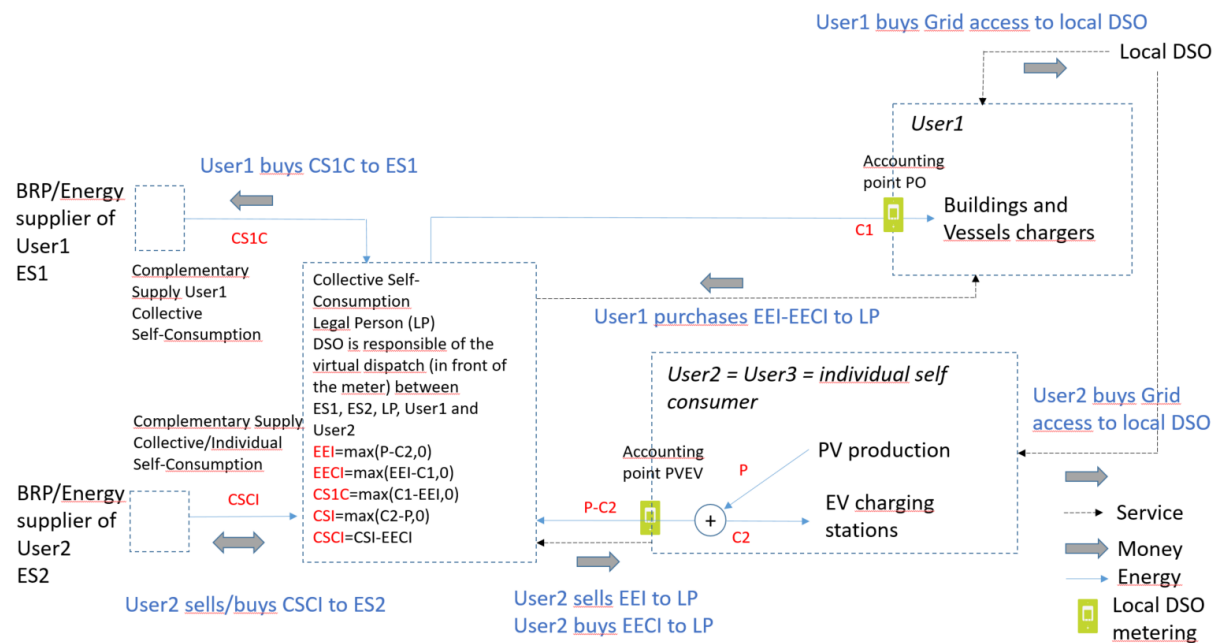 User1 buys Grid access to local DSO
Local DSO
User1
User1 buys CS1C to ES1
Accounting
point PO
BRP/Energy
supplier of
User1
ES1
Buildings and
Vessels chargers
CS1C
C1
Complementary
Supply User1
Collective
Self-Consumption
Collective Self-
Consumption
Legal Person (LP)
DSO is responsible of the
virtual dispatch (in front of
the meter) between
ES1, ES2, LP, User1 and
User2
EEI=max(P-C2,0)
EECI=max(EEI-C1,0)
CS1C=max(C1-EEI,0)
CSI=max(C2-P,0)
CSCI=CSI-EECI
User1 purchases EEI-EECI to LP
User2 = User3 = individual self
consumer
User2 buys Grid
access to local DSO
Complementary Supply
Collective/Individual
Self-Consumption
Accounting
point PVEV
PV production
P
BRP/Energy
supplier of
User2
ES2
CSCI
P-C2
+
C2
EV charging
stations
Service
Money
Energy
Local DSO
metering
User2 sells/buys CSCI to ES2
User2 sells EEI to LP
User2 buys EECI to LP